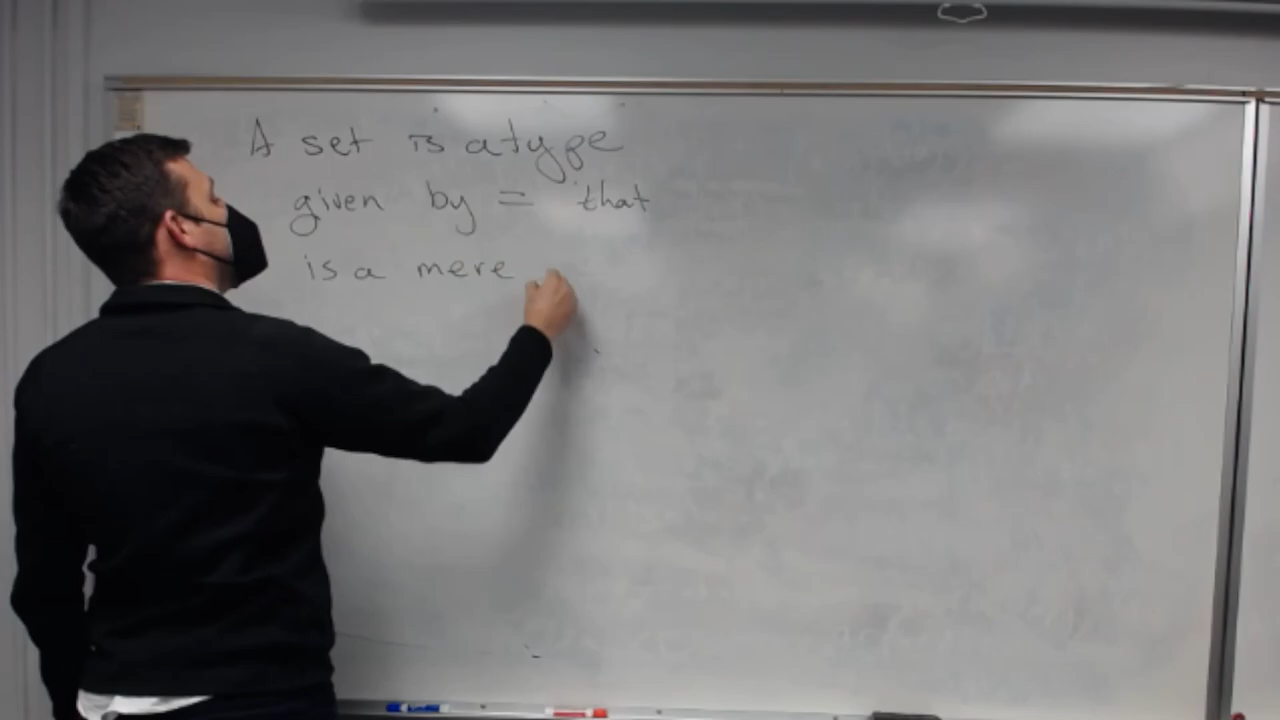 A set is a type
given by = that
is a mere